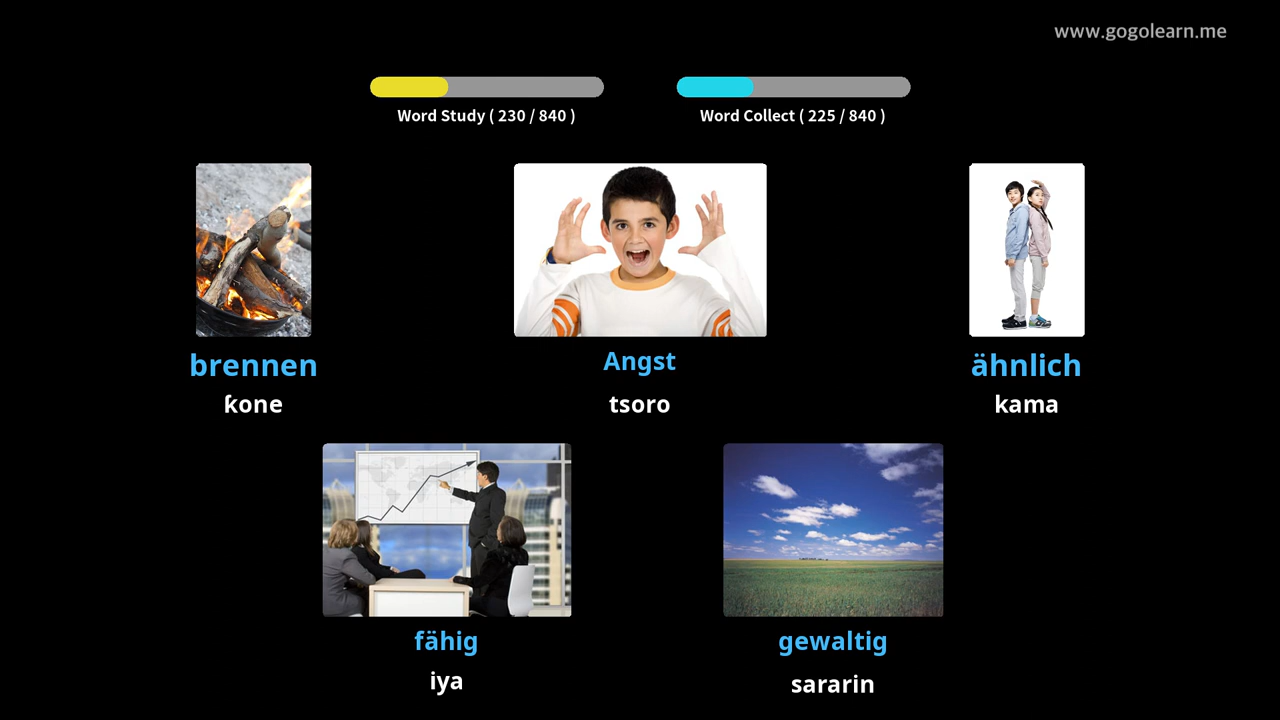 www.gogolearn.me
Word Study ( 230 / 840 )
Word Collect ( 225 / 840 )
brennen
ƙone
Angst
tsoro
ähnlich
kama
fähig
iya
gewaltig
sararin